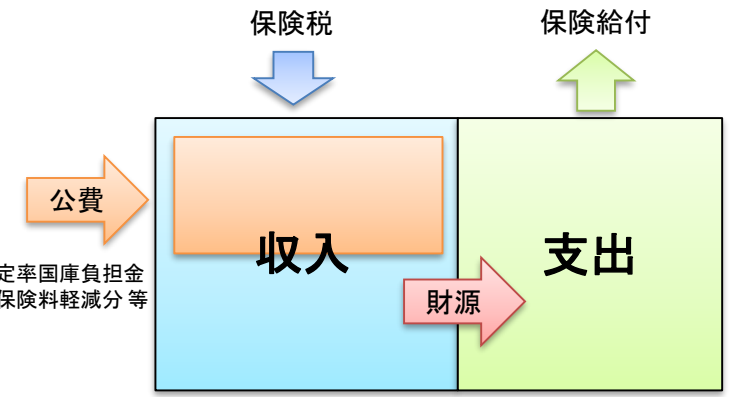 保険税
保険給付
公費
収入
支出
定率国庫負担金
保険料軽減分 等
財源